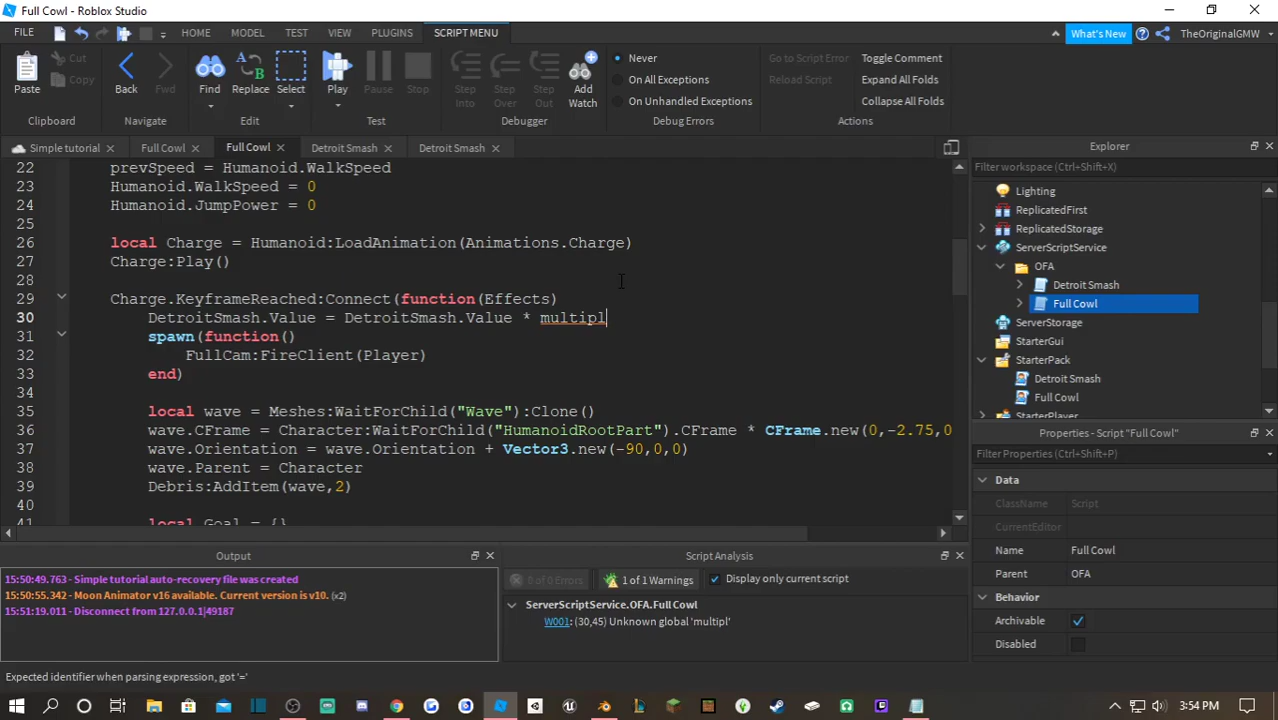 Full Cowl - Roblox Studio
FILE HOME MODEL TEST VIEW PLUGINS SCRIPT MENU What's New TheOriginalGMW
Paste Cut Copy Back Fwd Find Replace Select Play Pause Stop Step Into Step Over Step Out Add Watch
Never
On All Exceptions
On Unhandled Exceptions
Go to Script Error
Reload Script
Toggle Comment
Expand All Folds
Collapse All Folds
Clipboard Navigate Edit Test Debugger Debug Errors Actions
Simple tutorial Full Cowl Full Cowl Detroit Smash Detroit Smash
22 prevSpeed = Humanoid.WalkSpeed
23 Humanoid.WalkSpeed = 0
24 Humanoid.JumpPower = 0
25
26 local Charge = Humanoid:LoadAnimation(Animations.Charge)
27 Charge:Play()
28
29 Charge.KeyframeReached:Connect(function(Effects)
30 DetroitSmash.Value = DetroitSmash.Value * multipl
31 spawn(function()
32 FullCam:FireClient(Player)
33 end)
34
35 local wave = Meshes:WaitForChild("Wave"):Clone()
36 wave.CFrame = Character:WaitForChild("HumanoidRootPart").CFrame * CFrame.new(0,-2.75,0
37 wave.Orientation = wave.Orientation + Vector3.new(-90,0,0)
38 wave.Parent = Character
39 Debris:AddItem(wave,2)
40
41 local Goal = {}
Explorer
Filter workspace (Ctrl+Shift+X)
Lighting
ReplicatedFirst
ReplicatedStorage
ServerScriptService
OFA
Detroit Smash
Full Cowl
ServerStorage
StarterGui
StarterPack
Detroit Smash
Full Cowl
StarterPlayer
Properties - Script "Full Cowl"
Filter Properties (Ctrl+Shift+P)
Data
ClassName Script
CurrentEditor
Name Full Cowl
Parent OFA
Behavior
Archivable
Disabled
Output
15:50:49.763 - Simple tutorial auto-recovery file was created
15:50:55.342 - Moon Animator v16 available. Current version is v10. (x2)
15:51:19.011 - Disconnect from 127.0.0.1|49187
Script Analysis
0 of 0 Errors 1 of 1 Warnings Display only current script
ServerScriptService.OFA.Full Cowl
W001: (30,45) Unknown global 'multipl'
Expected identifier when parsing expression, got '='
3:54 PM